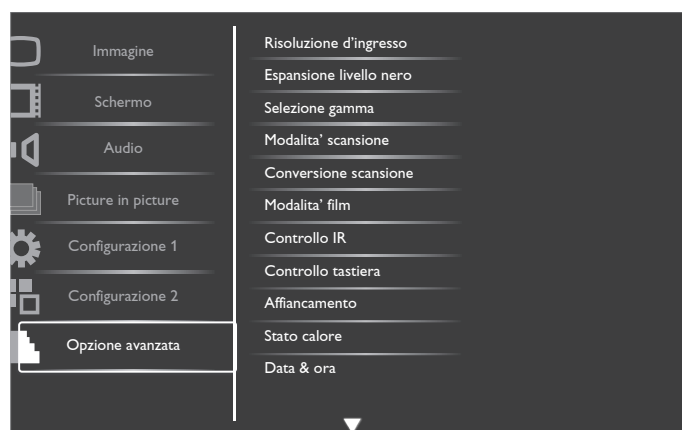 Immagine
Schermo
Audio
Picture in picture
Configurazione 1
Configurazione 2
Opzione avanzata
Risoluzione d'ingresso
Espansione livello nero
Selezione gamma
Modalita' scansione
Conversione scansione
Modalita' film
Controllo IR
Controllo tastiera
Affiancamento
Stato calore
Data & ora